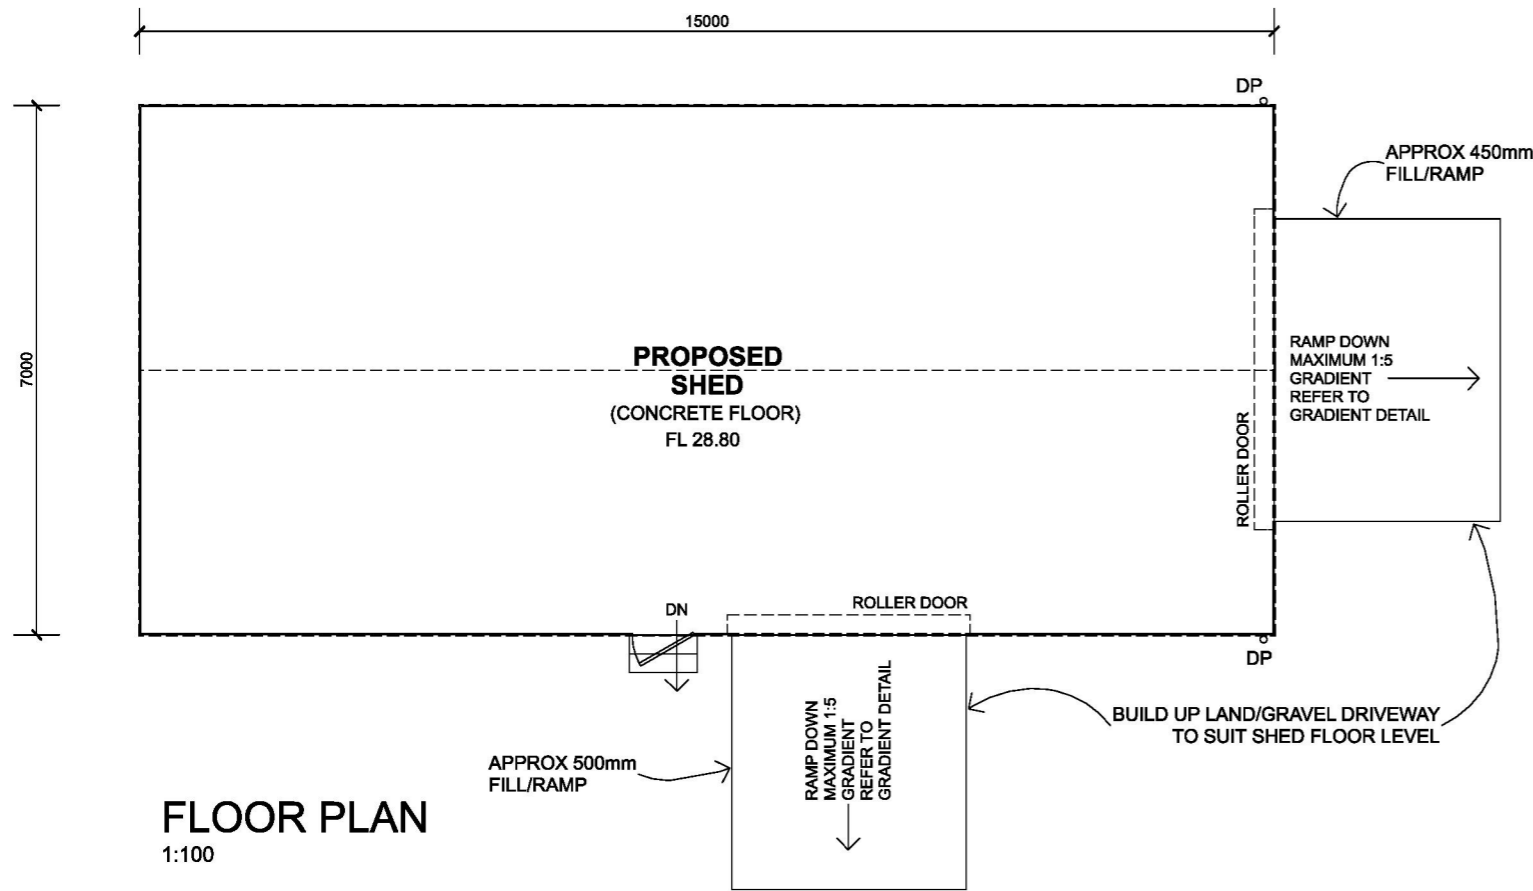 15000
DP
APPROX 450mm
FILL/RAMP
7000
PROPOSED
SHED
(CONCRETE FLOOR)
FL 28.80
RAMP DOWN
MAXIMUM 1:5
GRADIENT
REFER TO
GRADIENT DETAIL
ROLLER DOOR
DN
ROLLER DOOR
DP
RAMP DOWN
MAXIMUM 1:5
GRADIENT
REFER TO
GRADIENT DETAIL
BUILD UP LAND/GRAVEL DRIVEWAY
TO SUIT SHED FLOOR LEVEL
APPROX 500mm
FILL/RAMP
FLOOR PLAN
1:100